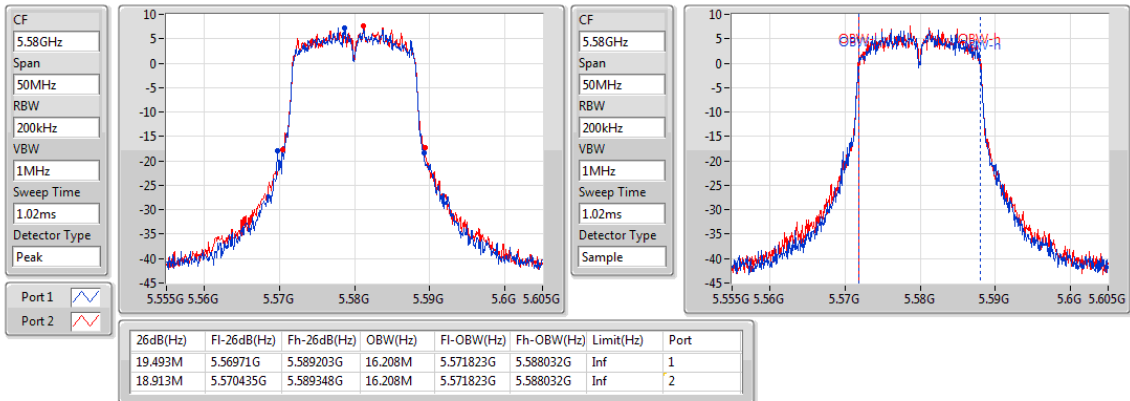 CF
5.58GHz
Span
50MHz
RBW
200kHz
VBW
1MHz
Sweep Time
1.02ms
Detector Type
Peak
Port 1
Port 2
10
5
0
-5
-10
-15
-20
-25
-30
-35
-40
-45
5.555G 5.56G 5.57G 5.58G 5.59G 5.6G 5.605G
CF
5.58GHz
Span
50MHz
RBW
200kHz
VBW
1MHz
Sweep Time
1.02ms
Detector Type
Sample
10
5
0
-5
-10
-15
-20
-25
-30
-35
-40
-45
OBW-h
5.555G 5.56G 5.57G 5.58G 5.59G 5.6G 5.605G
26dB(Hz) Fl-26dB(Hz) Fh-26dB(Hz) OBW(Hz) Fl-OBW(Hz) Fh-OBW(Hz) Limit(Hz) Port
19.493M 5.56971G 5.589203G 16.208M 5.571823G 5.588032G Inf 1
18.913M 5.570435G 5.589348G 16.208M 5.571823G 5.588032G Inf 2